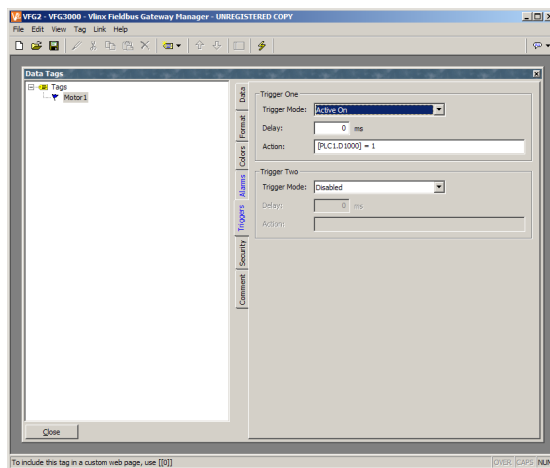 VFG2 - VFG3000 - Vlinx Fieldbus Gateway Manager - UNREGISTERED COPY
File Edit View Tag Link Help
Data Tags
Tags
Motor1
Data
Format
Colors
Alarms
Triggers
Security
Comment
Trigger One
Trigger Mode: Active On
Delay: 0 ms
Action: [PLC1.D1000] = 1
Trigger Two
Trigger Mode: Disabled
Delay: 0 ms
Action:
Close
To include this tag in a custom web page, use [[0]]
OVER CAPS NUM